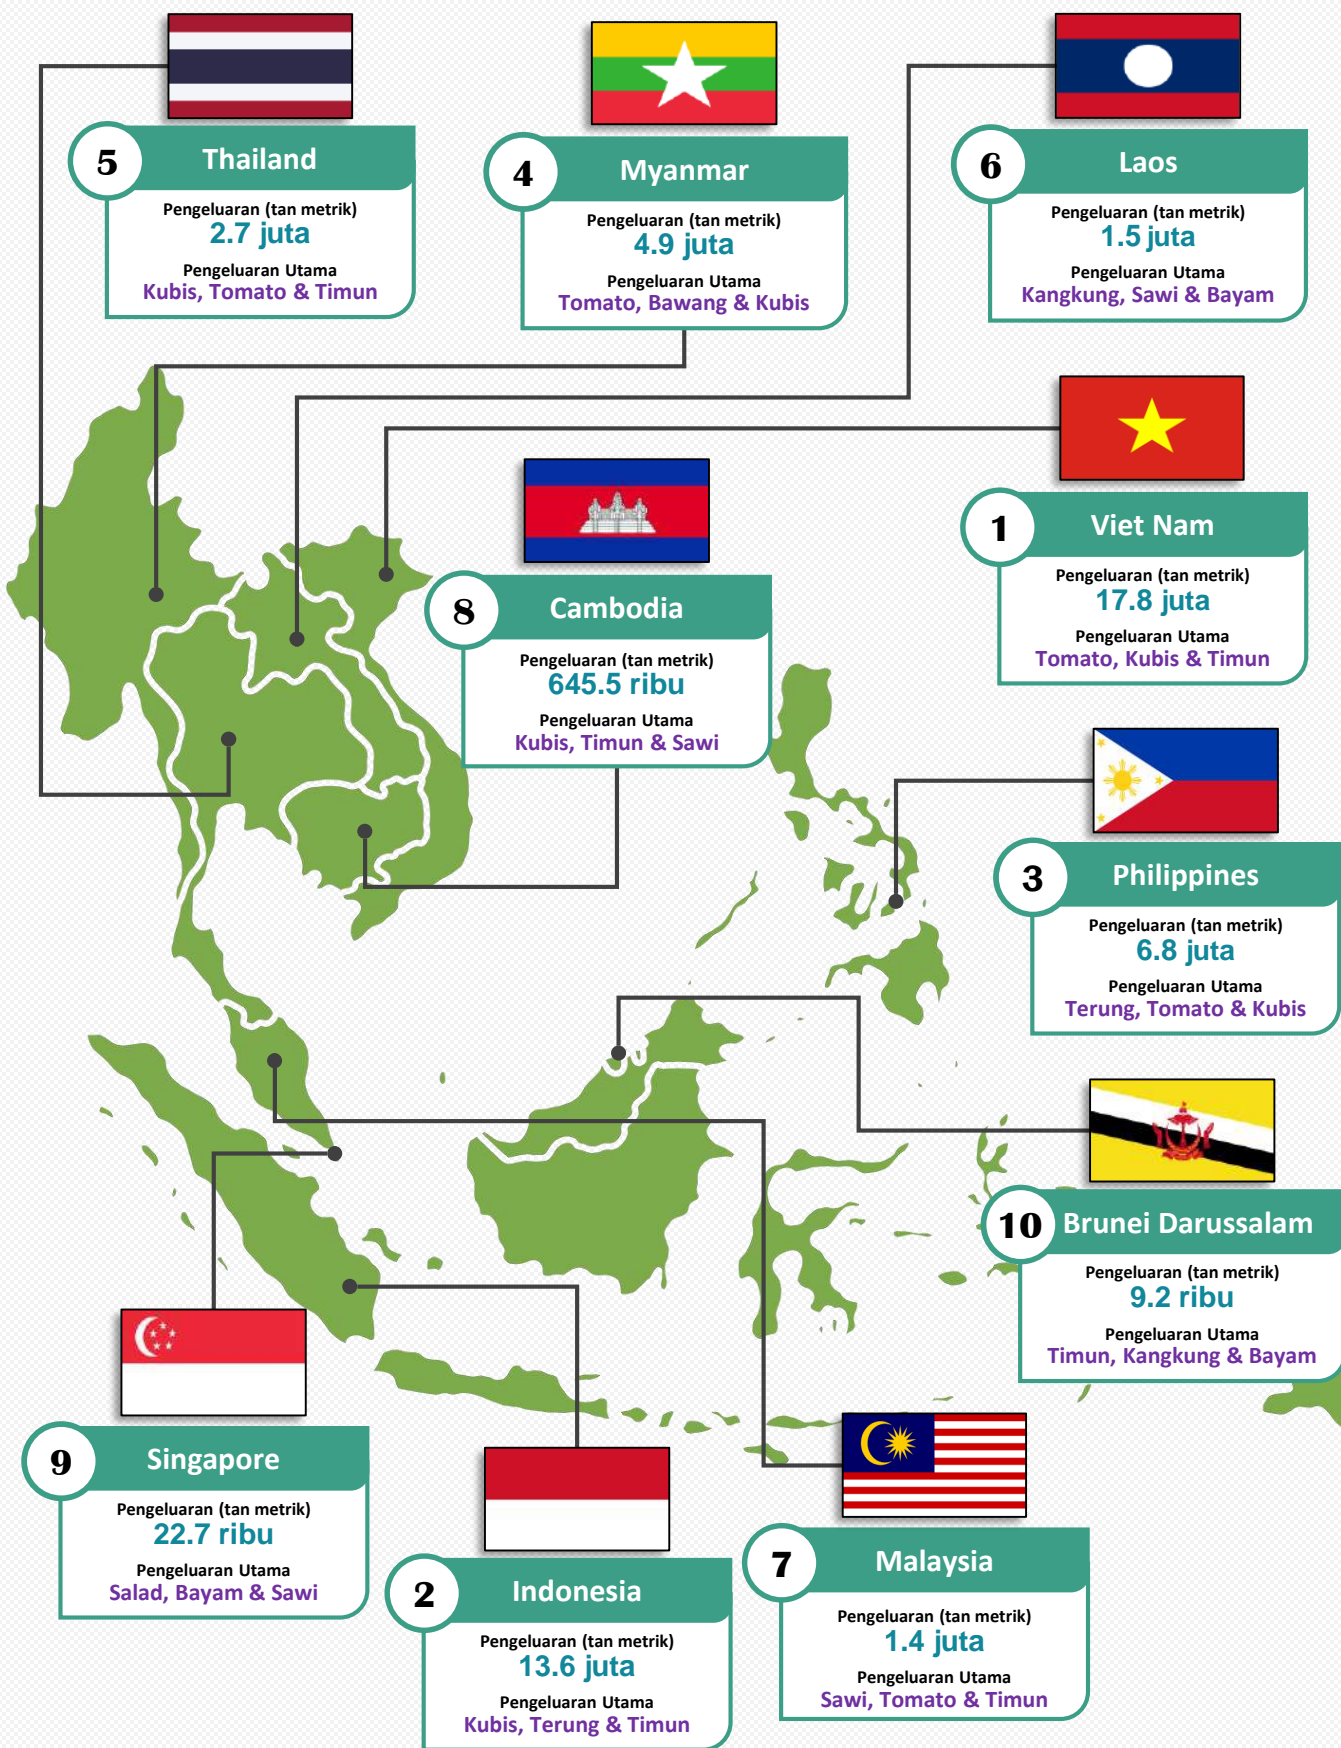 5
Thailand
Pengeluaran (tan metrik)
2.7 juta
Pengeluaran Utama
Kubis, Tomato & Timun
4
Myanmar
Pengeluaran (tan metrik)
4.9 juta
Pengeluaran Utama
Tomato, Bawang & Kubis
6
Laos
Pengeluaran (tan metrik)
1.5 juta
Pengeluaran Utama
Kangkung, Sawi & Bayam
1
Viet Nam
Pengeluaran (tan metrik)
17.8 juta
Pengeluaran Utama
Tomato, Kubis & Timun
8
Cambodia
Pengeluaran (tan metrik)
645.5 ribu
Pengeluaran Utama
Kubis, Timun & Sawi
3
Philippines
Pengeluaran (tan metrik)
6.8 juta
Pengeluaran Utama
Terung, Tomato & Kubis
10
Brunei Darussalam
Pengeluaran (tan metrik)
9.2 ribu
Pengeluaran Utama
Timun, Kangkung & Bayam
9
Singapore
Pengeluaran (tan metrik)
22.7 ribu
Pengeluaran Utama
Salad, Bayam & Sawi
2
Indonesia
Pengeluaran (tan metrik)
13.6 juta
Pengeluaran Utama
Kubis, Terung & Timun
7
Malaysia
Pengeluaran (tan metrik)
1.4 juta
Pengeluaran Utama
Sawi, Tomato & Timun